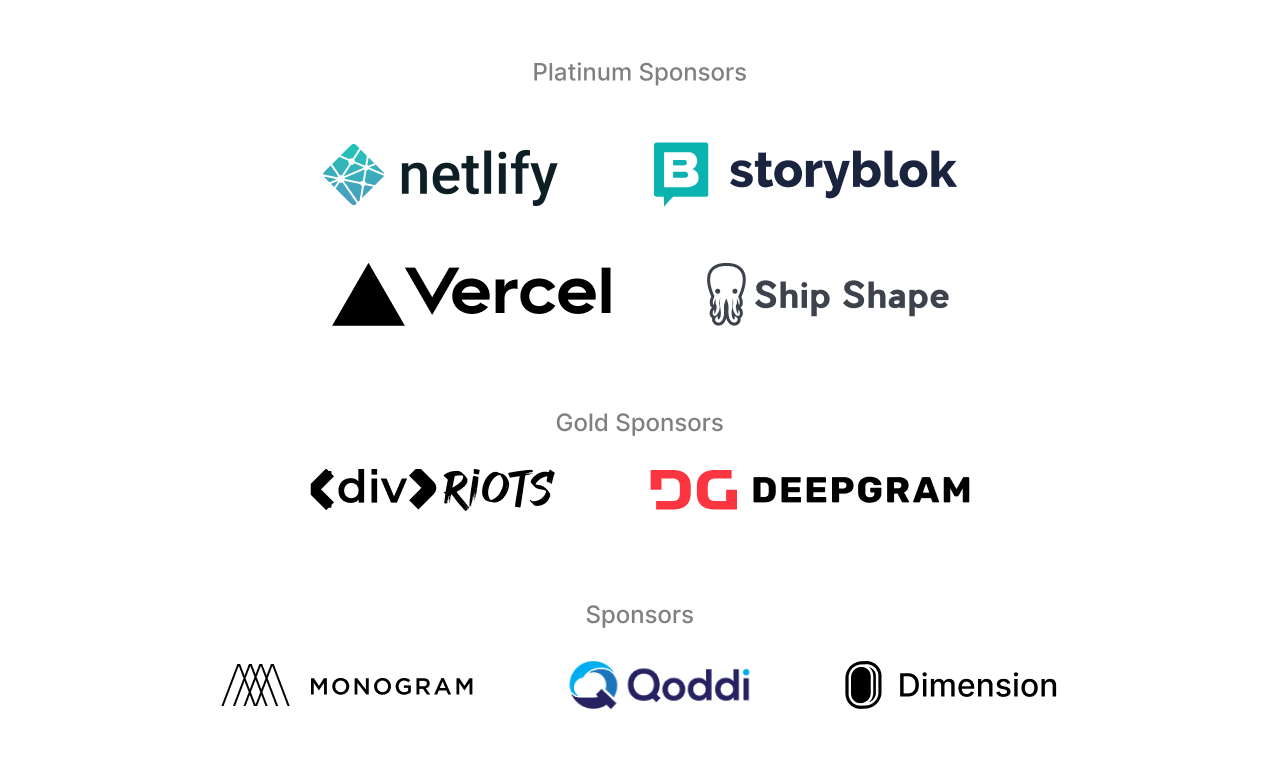 Platinum Sponsors
netlify
storyblok
Vercel
Ship Shape
Gold Sponsors
<div>RiOTS
DEEPGRAM
Sponsors
MONOGRAM
Qoddi
Dimension